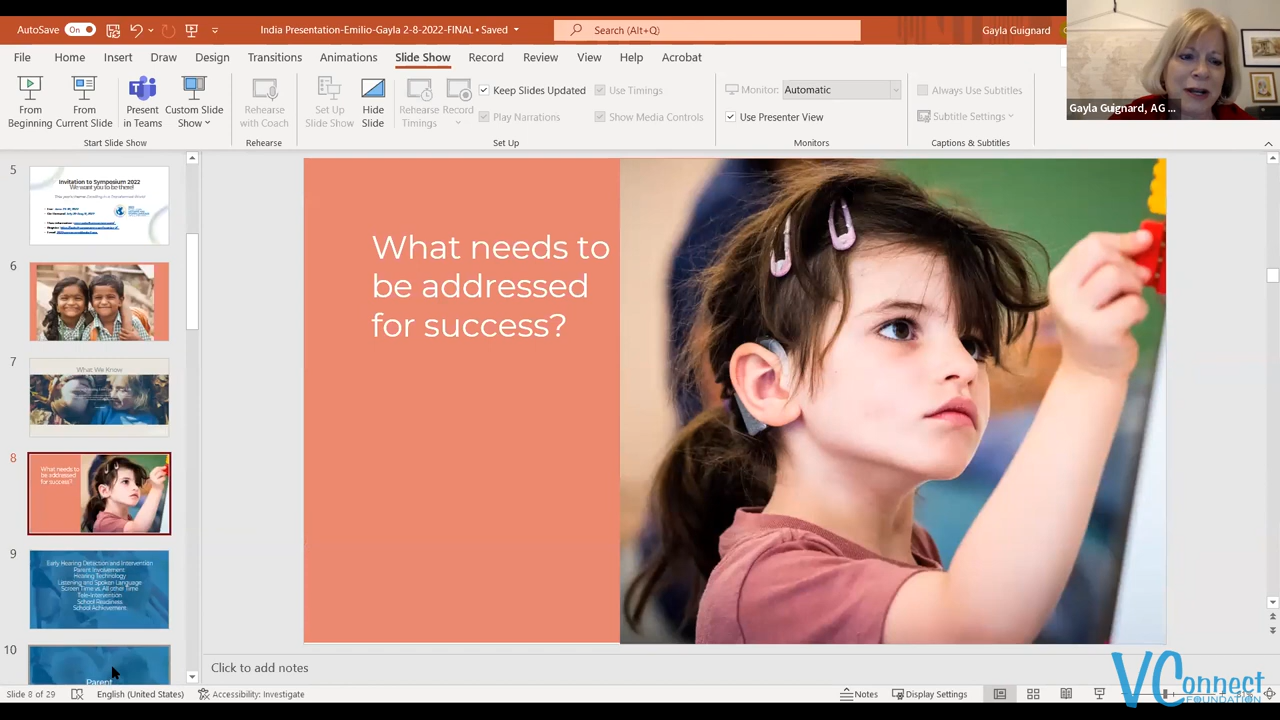 AutoSave On
India Presentation-Emilio-Gayla 2-8-2022-FINAL • Saved
Search (Alt+Q)
Gayla Guignard
File Home Insert Draw Design Transitions Animations Slide Show Record Review View Help Acrobat
From Beginning
From Current Slide
Present in Teams
Custom Slide Show
Start Slide Show
Rehearse with Coach
Rehearse
Set Up Slide Show
Hide Slide
Rehearse Timings
Record
Keep Slides Updated
Play Narrations
Use Timings
Show Media Controls
Set Up
Monitor: Automatic
Use Presenter View
Monitors
Always Use Subtitles
Subtitle Settings
Captions & Subtitles
Gayla Guignard, AG ...
5
Invitation to Symposium 2022
We want you to be there!
6
7
What We Know
8
What needs to
be addressed
for success?
9
Early Hearing Detection and Intervention
Parent Involvement
Hearing Technology
Listening and Spoken Language
Screen Time vs. All other Time
Tele-Intervention
School Readiness
School Achievement
10
Parent
What needs to
be addressed
for success?
Click to add notes
Slide 8 of 29
English (United States)
Accessibility: Investigate
Notes
Display Settings
VConnect
FOUNDATION